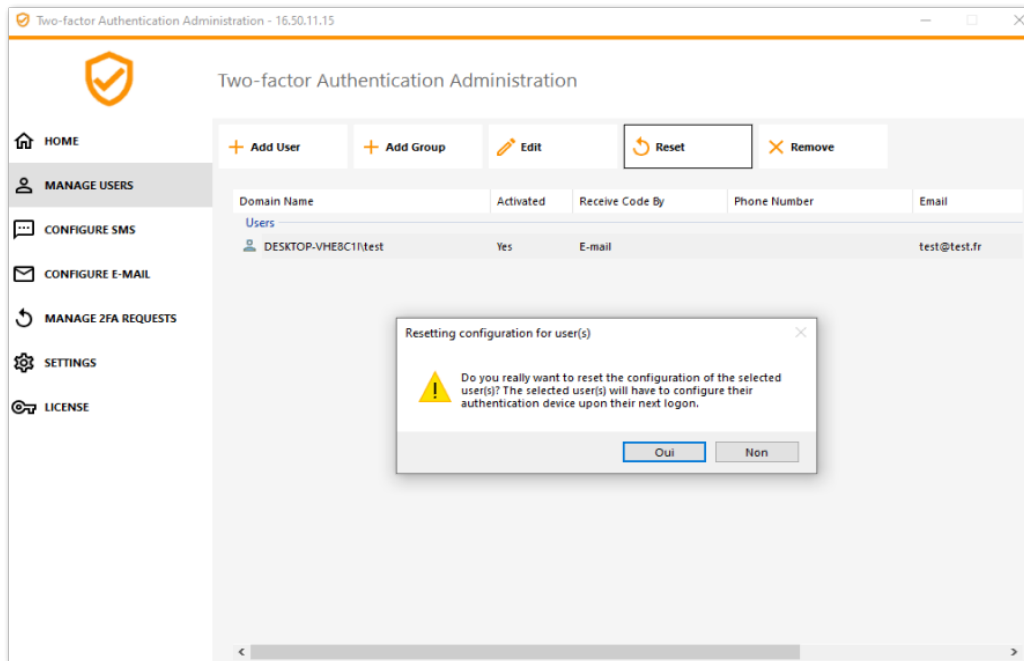 Two-factor Authentication Administration - 16.50.11.15
Two-factor Authentication Administration
HOME
MANAGE USERS
CONFIGURE SMS
CONFIGURE E-MAIL
MANAGE 2FA REQUESTS
SETTINGS
LICENSE
Add User
Add Group
Edit
Reset
Remove
Domain Name
Activated
Receive Code By
Phone Number
Email
Users
DESKTOP-VHE8C1I\test
Yes
E-mail
test@test.fr
Resetting configuration for user(s)
Do you really want to reset the configuration of the selected
user(s)? The selected user(s) will have to configure their
authentication device upon their next logon.
Oui
Non